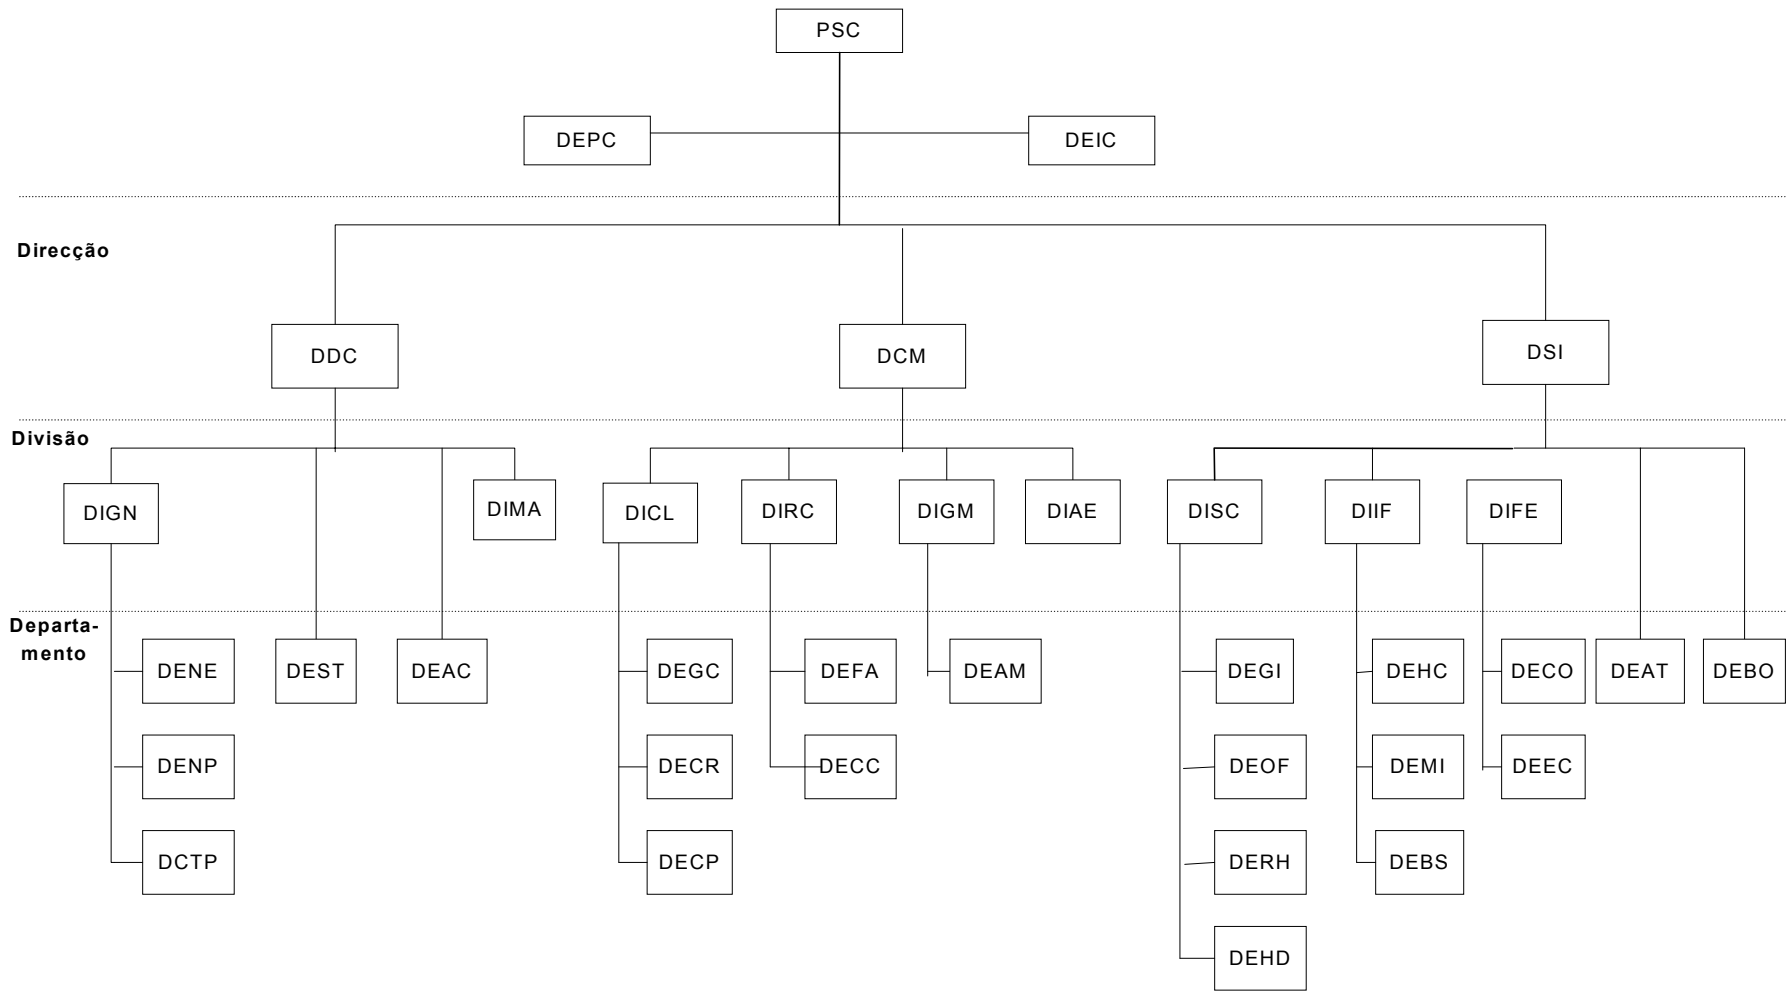 PSC
DEPC
DEIC
Direcção
DDC
DCM
DSI
Divisão
DIGN
DIMA
DICL
DIRC
DIGM
DIAE
DISC
DIIF
DIFE
Departa-
mento
DENE
DEST
DEAC
DEGC
DEFA
DEAM
DEGI
DEHC
DECO
DEAT
DEBO
DENP
DECR
DECC
DEOF
DEMI
DEEC
DCTP
DECP
DERH
DEBS
DEHD